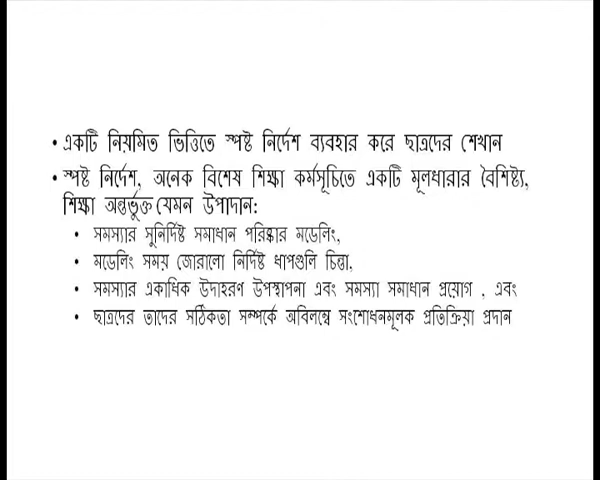 • একটি নিয়মিত ভিত্তিতে স্পষ্ট নির্দেশ ব্যবহার করে ছাত্রদের শেখান
• স্পষ্ট নির্দেশ, অনেক বিশেষ শিক্ষা কর্মসূচিতে একটি মূলধারার বৈশিষ্ট্য,
শিক্ষা অন্তর্ভুক্ত যেমন উপাদান:
• সমস্যার সুনির্দিষ্ট সমাধান পরিষ্কার মডেলিং,
• মডেলিং সময় জোরালো নির্দিষ্ট ধাপগুলি চিন্তা,
• সমস্যার একাধিক উদাহরণ উপস্থাপনা এবং সমস্যা সমাধান প্রয়োগ , এবং
• ছাত্রদের তাদের সঠিকতা সম্পর্কে অবিলম্বে সংশোধনমূলক প্রতিক্রিয়া প্রদান